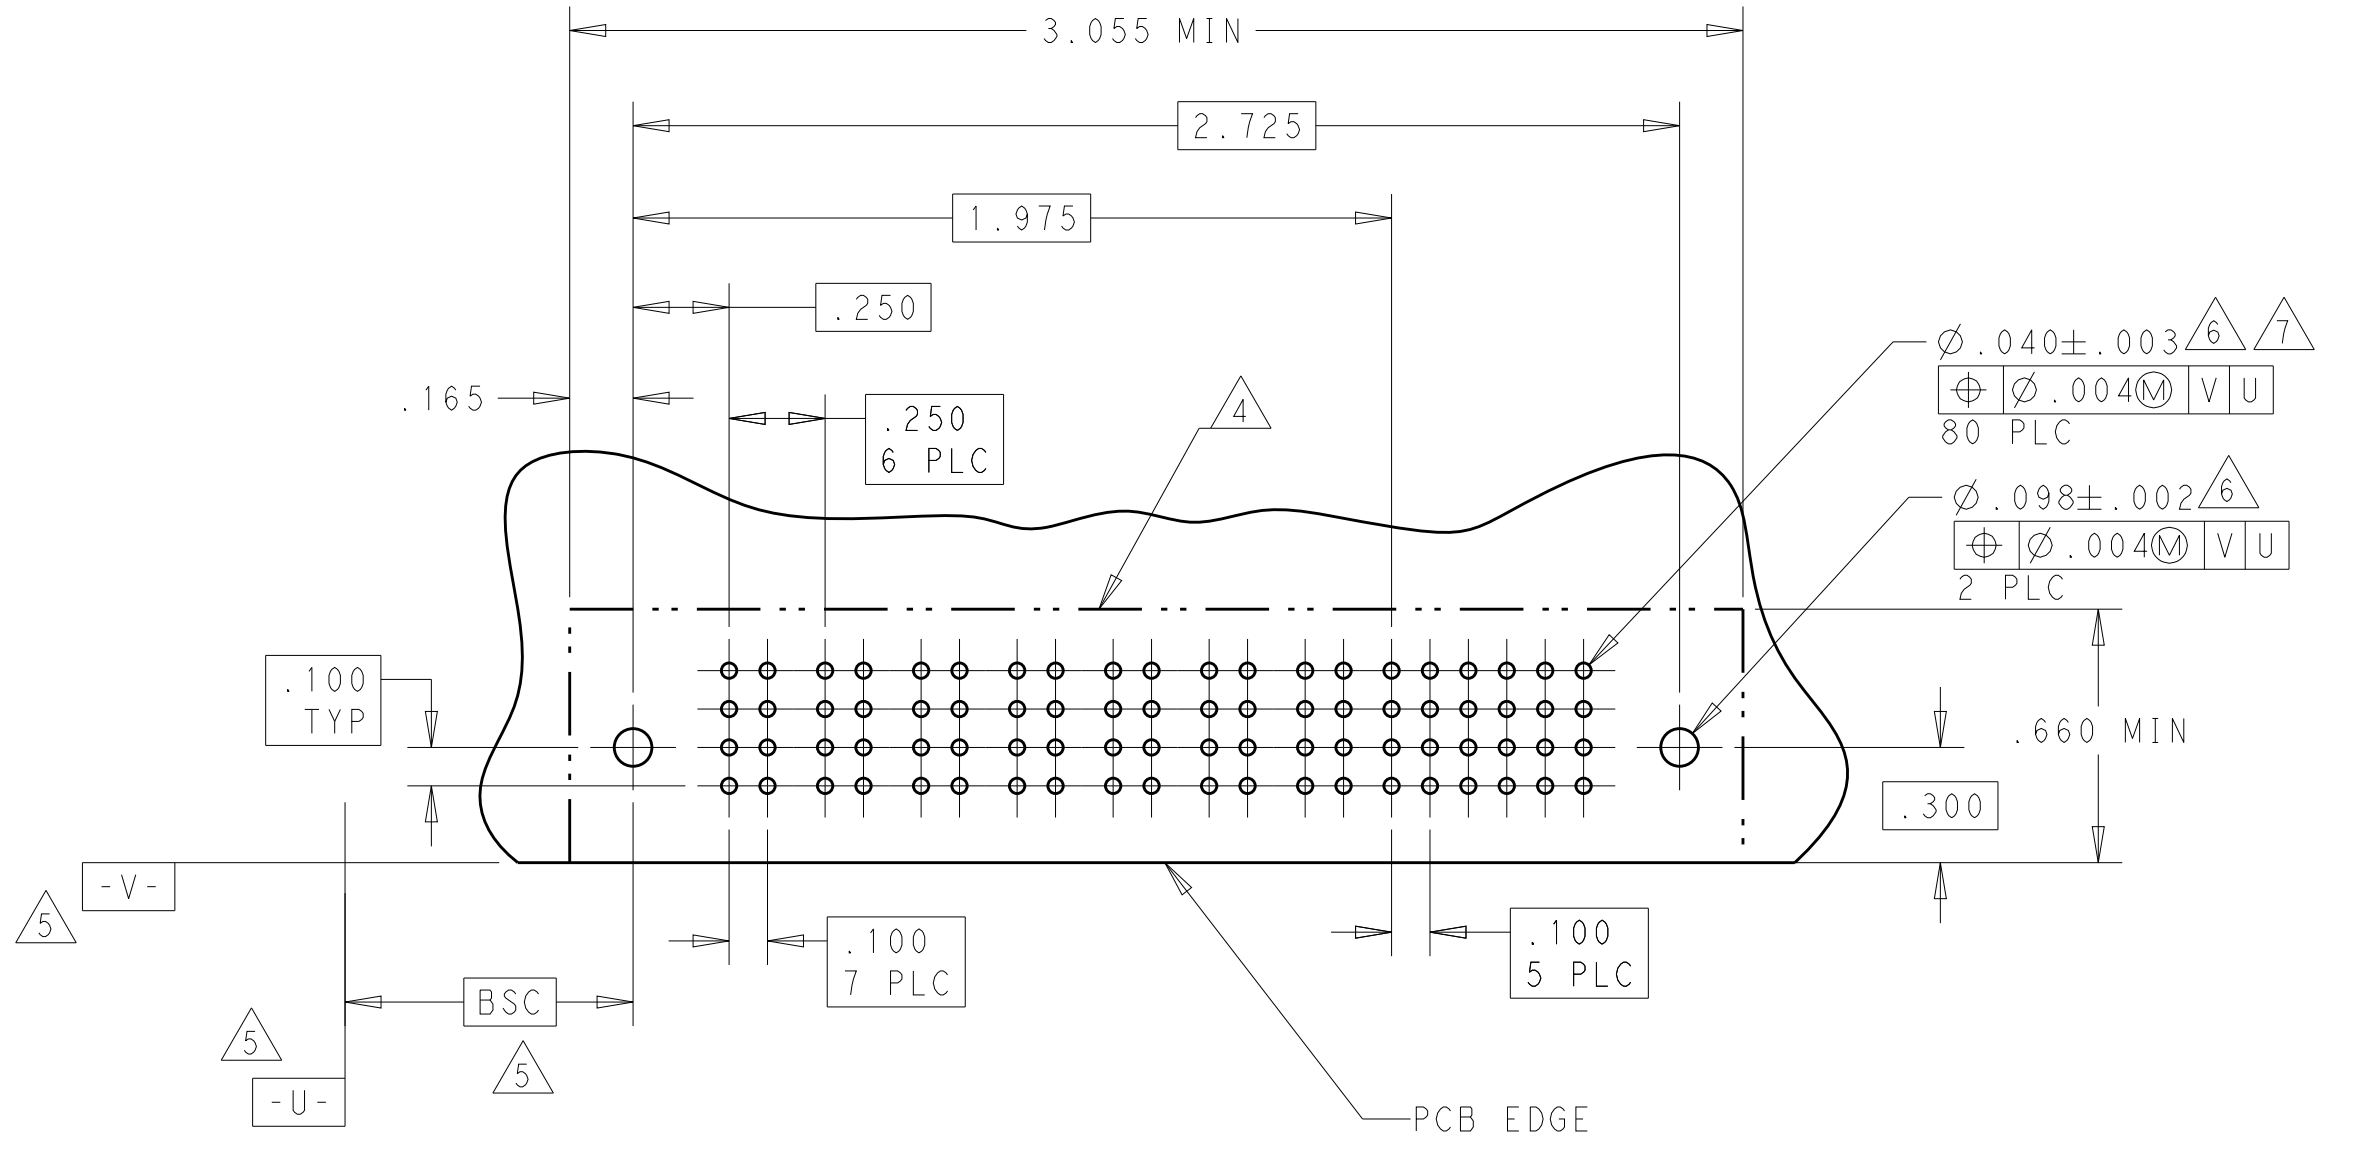 3.055 MIN
2.725
1.975
.250
.165
.250
6 PLC
4
Ø.040±.003 6 7
⌖ Ø.004Ⓜ V U
80 PLC
Ø.098±.002 6
⌖ Ø.004Ⓜ V U
2 PLC
.100
TYP
.660 MIN
.300
-V-
5
.100
7 PLC
.100
5 PLC
BSC
5
5
-U-
PCB EDGE